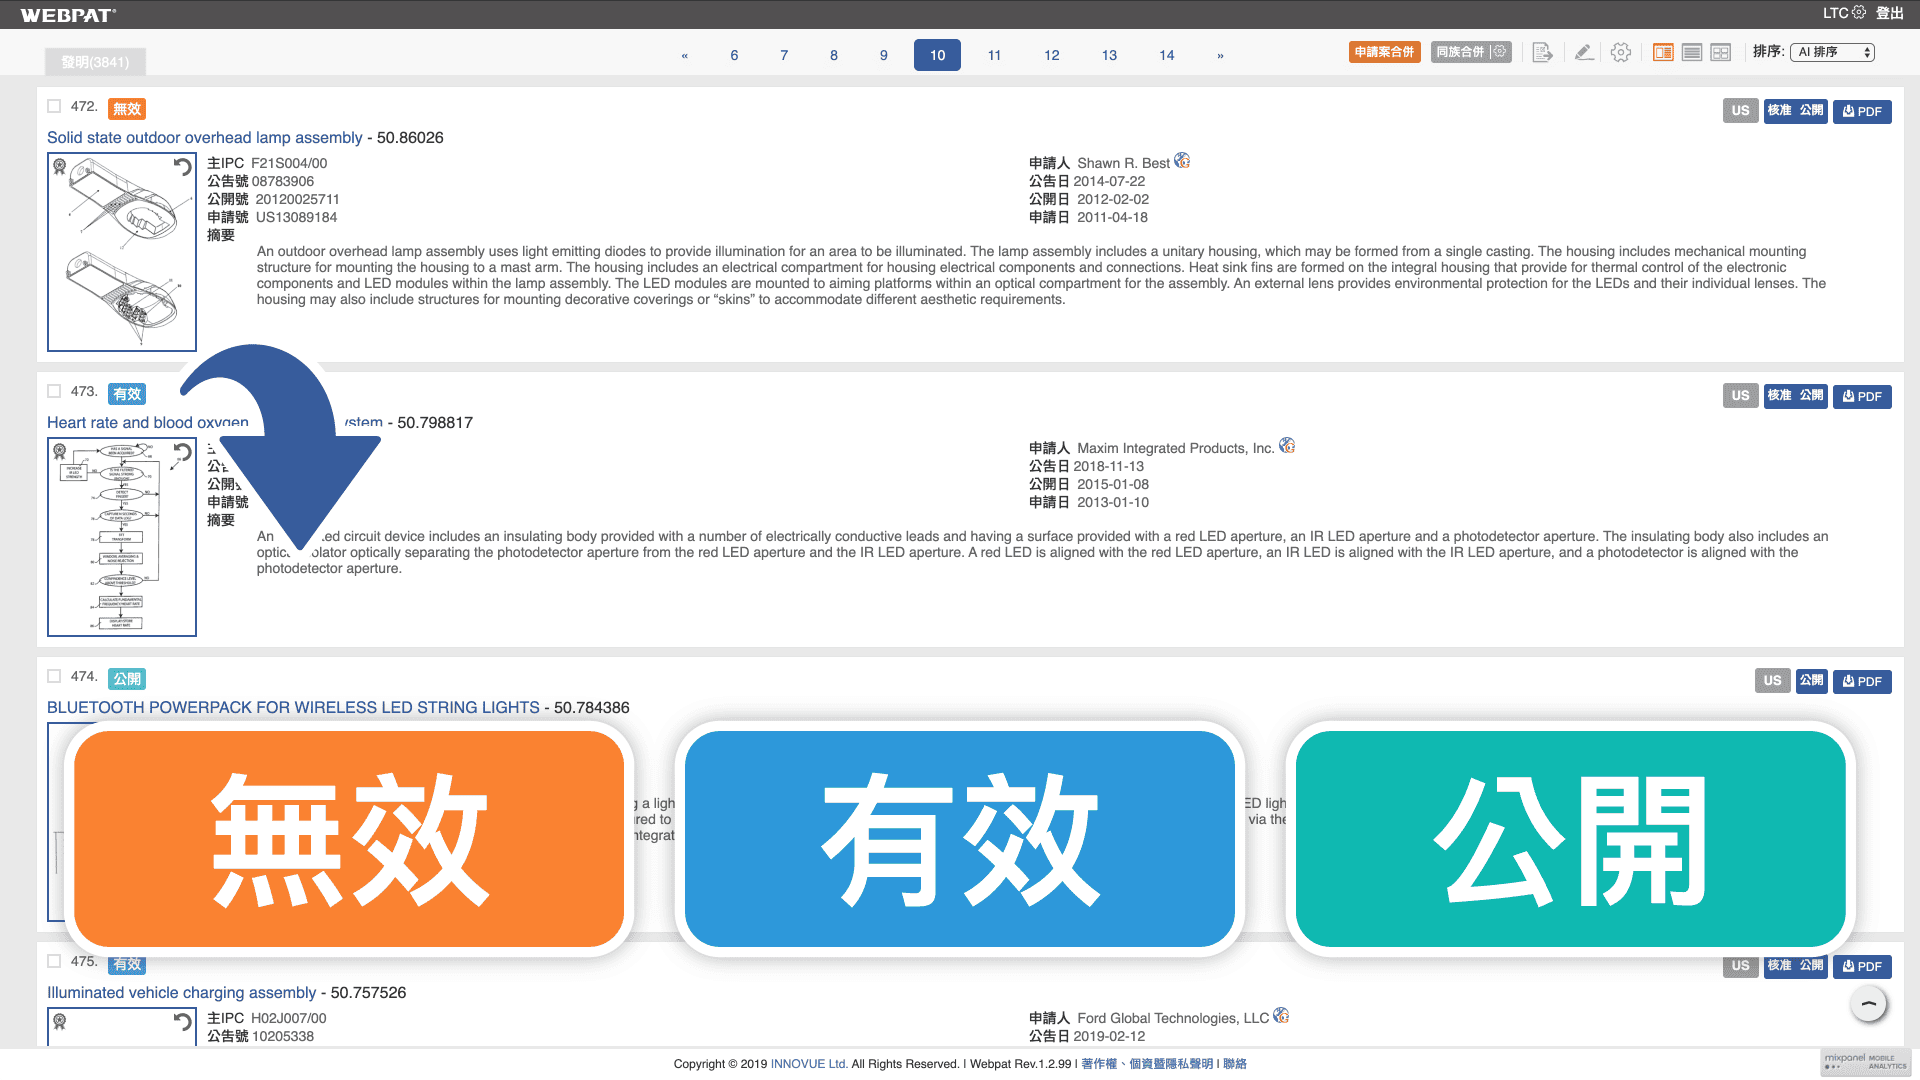 WEBPAT®
LTC 登出
發明(3841)
« 6 7 8 9 10 11 12 13 14 »
申請案合併 同族合併 排序: AI 排序
472. 無效
US 核准 公開 PDF
Solid state outdoor overhead lamp assembly - 50.86026
主IPC F21S004/00
公告號 08783906
公開號 20120025711
申請號 US13089184
摘要
申請人 Shawn R. Best
公告日 2014-07-22
公開日 2012-02-02
申請日 2011-04-18
An outdoor overhead lamp assembly uses light emitting diodes to provide illumination for an area to be illuminated. The lamp assembly includes a unitary housing, which may be formed from a single casting. The housing includes mechanical mounting
structure for mounting the housing to a mast arm. The housing includes an electrical compartment for housing electrical components and connections. Heat sink fins are formed on the integral housing that provide for thermal control of the electronic
components and LED modules within the lamp assembly. The LED modules are mounted to aiming platforms within an optical compartment for the assembly. An external lens provides environmental protection for the LEDs and their individual lenses. The
housing may also include structures for mounting decorative coverings or “skins” to accommodate different aesthetic requirements.
473. 有效
US 核准 公開 PDF
Heart rate and blood oxygen ystem - 50.798817
公開
申請號
摘要
申請人 Maxim Integrated Products, Inc.
公告日 2018-11-13
公開日 2015-01-08
申請日 2013-01-10
An ted circuit device includes an insulating body provided with a number of electrically conductive leads and having a surface provided with a red LED aperture, an IR LED aperture and a photodetector aperture. The insulating body also includes an
optic olator optically separating the photodetector aperture from the red LED aperture and the IR LED aperture. A red LED is aligned with the red LED aperture, an IR LED is aligned with the IR LED aperture, and a photodetector is aligned with the
photodetector aperture.
474. 公開
US 公開 PDF
BLUETOOTH POWERPACK FOR WIRELESS LED STRING LIGHTS - 50.784386
g a ligh ED ligh
ired to via the
ntegrat
無效 有效 公開
475. 有效
US 核准 公開 PDF
Illuminated vehicle charging assembly - 50.757526
主IPC H02J007/00
公告號 10205338
申請人 Ford Global Technologies, LLC
公告日 2019-02-12
Copyright © 2019 INNOVUE Ltd. All Rights Reserved. | Webpat Rev.1.2.99 | 著作權、個資暨隱私聲明 | 聯絡
mixpanel MOBILE
ANALYTICS